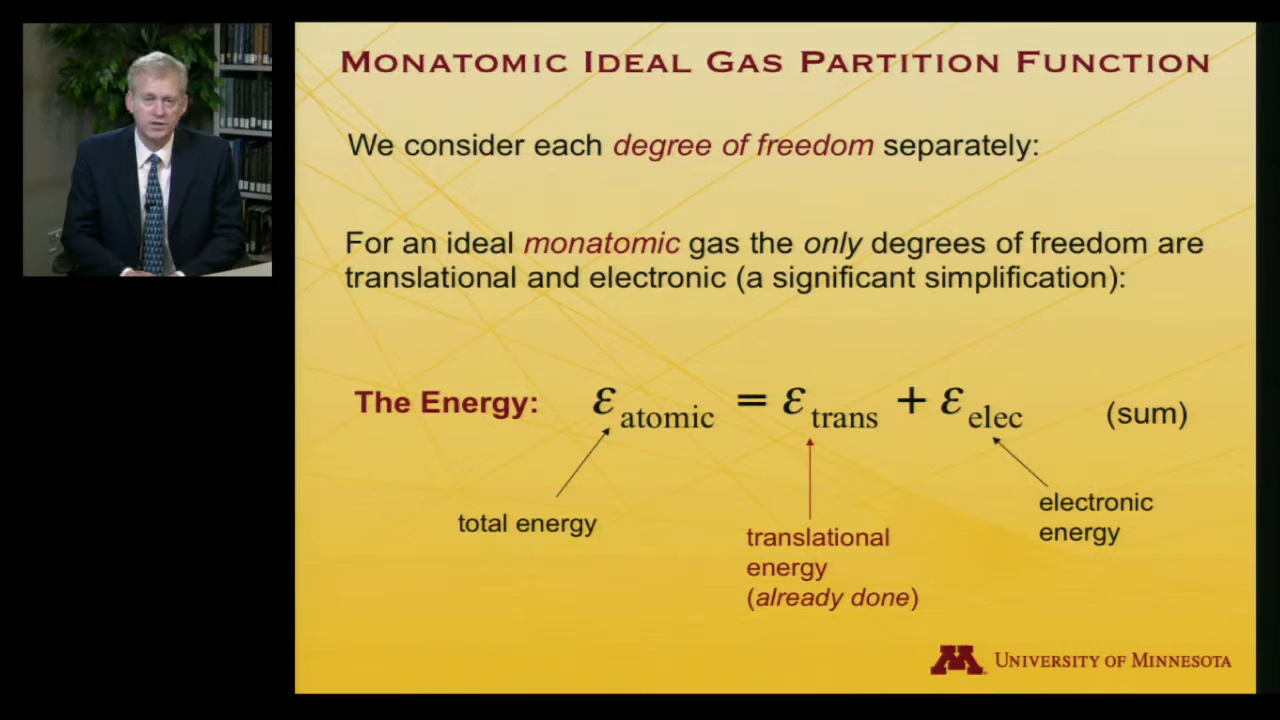 MONATOMIC IDEAL GAS PARTITION FUNCTION
We consider each degree of freedom separately:
For an ideal monatomic gas the only degrees of freedom are
translational and electronic (a significant simplification):
The Energy: ε atomic = ε trans + ε elec (sum)
total energy
translational
energy
(already done)
electronic
energy
M UNIVERSITY OF MINNESOTA